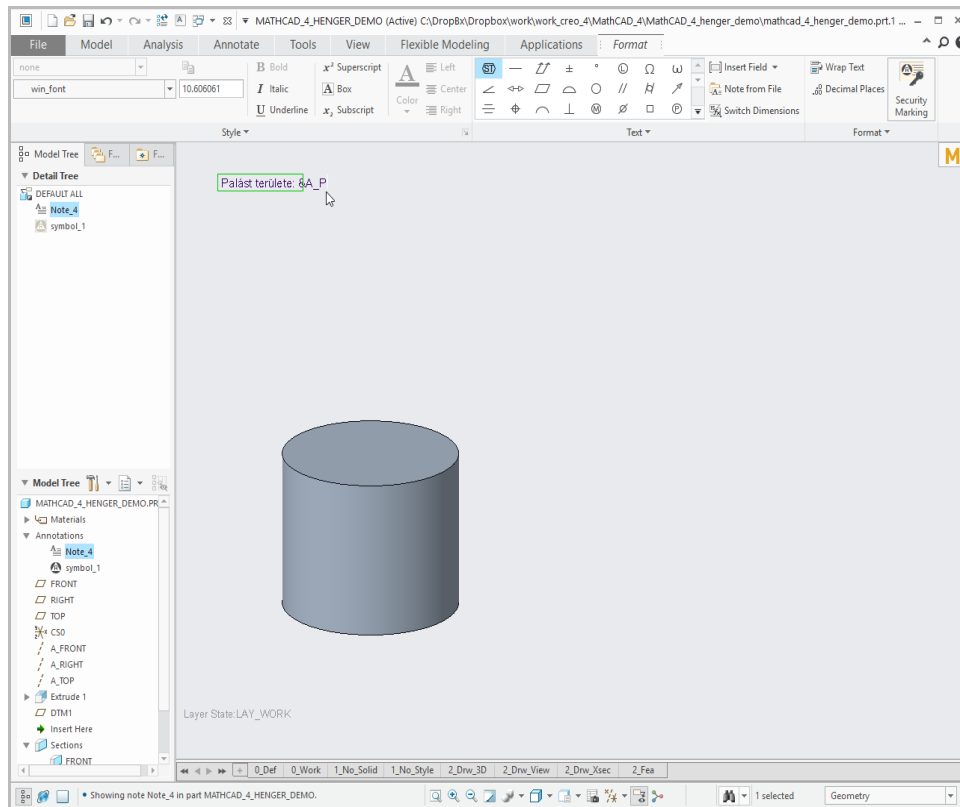 MATHCAD_4_HENGER_DEMO (Active) C:\DropBx\Dropbox\work\work_creo_4\MathCAD_4\MathCAD_4_henger_demo\mathcad_4_henger_demo.prt.1 ...
File Model Analysis Annotate Tools View Flexible Modeling Applications Format
none
B Bold x² Superscript Left
win_font 10.606061 I Italic A Box Center
U Underline x₂ Subscript Color Right
Insert Field
Note from File
Switch Dimensions
Wrap Text
Decimal Places
Security Marking
Style Text Format
Model Tree F... F...
Detail Tree
DEFAULT ALL
Note_4
symbol_1
Palást területe: &A_P
M
Model Tree
MATHCAD_4_HENGER_DEMO.PR
Materials
Annotations
Note_4
symbol_1
FRONT
RIGHT
TOP
CS0
A_FRONT
A_RIGHT
A_TOP
Extrude 1
DTM1
Insert Here
Sections
FRONT
Layer State:LAY_WORK
0_Def 0_Work 1_No_Solid 1_No_Style 2_Drw_3D 2_Drw_View 2_Drw_Xsec 2_Fea
• Showing note Note_4 in part MATHCAD_4_HENGER_DEMO.
1 selected Geometry